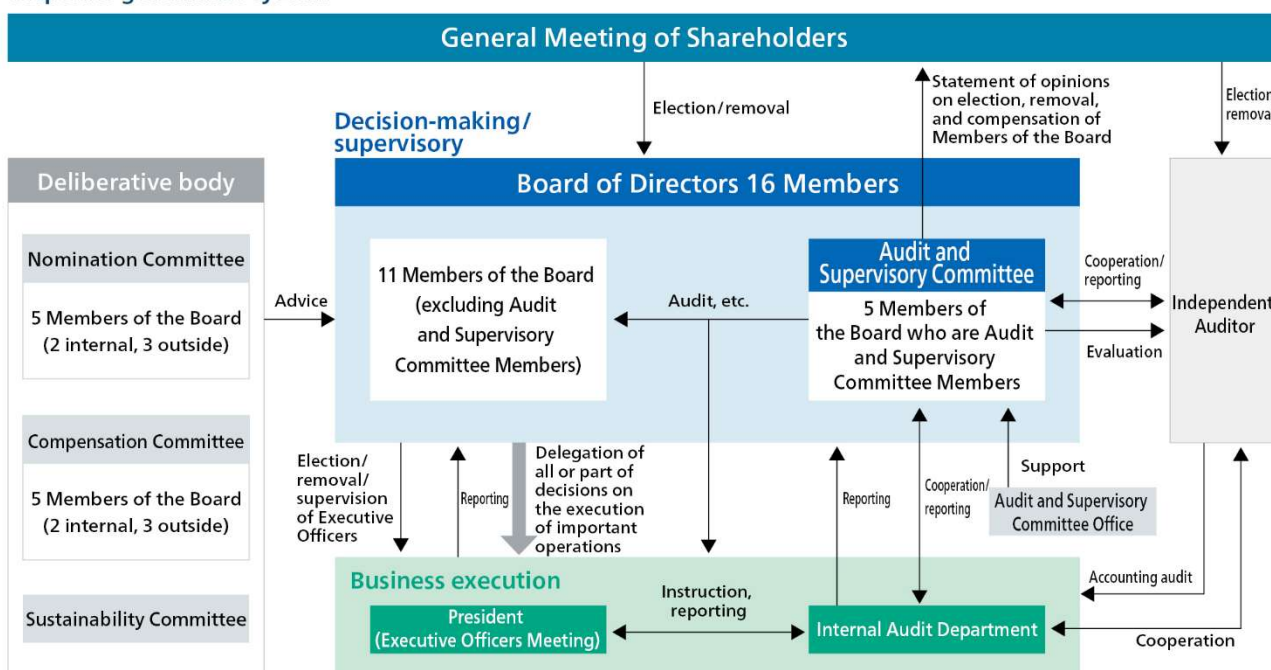 General Meeting of Shareholders
Election/removal
Statement of opinions
on election, removal,
and compensation of
Members of the Board
Election
removal
Decision-making/
supervisory
Deliberative body
Nomination Committee
5 Members of the Board
(2 internal, 3 outside)
Compensation Committee
5 Members of the Board
(2 internal, 3 outside)
Sustainability Committee
Advice
Board of Directors 16 Members
11 Members of the Board
(excluding Audit
and Supervisory
Committee Members)
Audit, etc.
Audit and
Supervisory Committee
5 Members of
the Board who are Audit
and Supervisory
Committee Members
Cooperation/
reporting
Evaluation
Independent
Auditor
Election/
removal/
supervision
of Executive
Officers
Reporting
Delegation of
all or part of
decisions on
the execution
of important
operations
Reporting
Cooperation/
reporting
Support
Audit and Supervisory
Committee Office
Business execution
President
(Executive Officers Meeting)
Instruction,
reporting
Internal Audit Department
Accounting audit
Cooperation